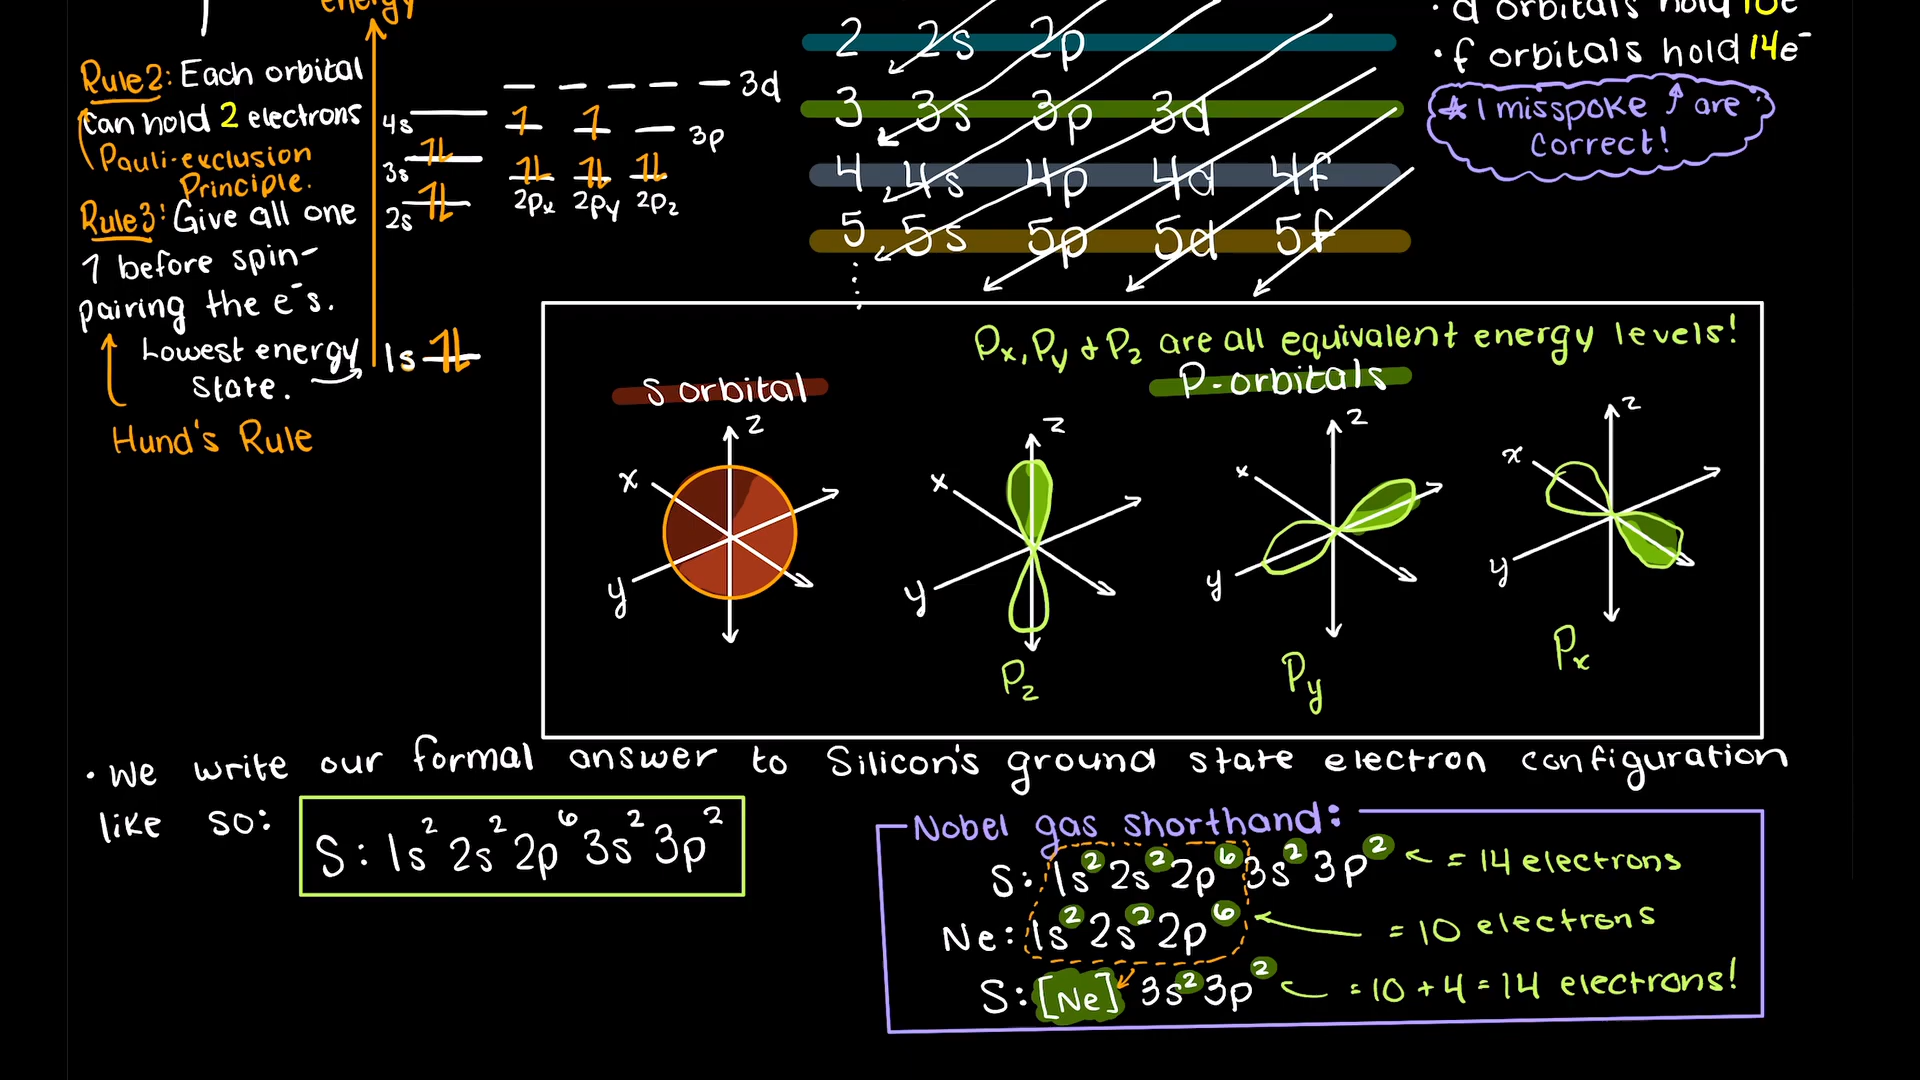 energy
Rule2: Each orbital
can hold 2 electrons
Pauli-exclusion
Principle.
Rule3: Give all one
1 before spin-
pairing the e⁻s.
Lowest energy
state.
Hund's Rule
3d
4s
3p
3s
2px 2py 2pz
2s
1s
2 2s 2p
3 3s 3p 3d
4 4s 4p 4d 4f
5 5s 5p 5d 5f
• d orbitals hold 10e⁻
• f orbitals hold 14e⁻
* I misspoke ↑ are
correct!
Px, Py & Pz are all equivalent energy levels!
S orbital
P-orbitals
z
x
y
z
x
y
Pz
z
x
y
Py
z
x
y
Px
• We write our formal answer to Silicon's ground state electron configuration
like so:
S: 1s² 2s² 2p⁶ 3s² 3p²
Nobel gas shorthand:
S: 1s² 2s² 2p⁶ 3s² 3p² ← = 14 electrons
Ne: 1s² 2s² 2p⁶ ← = 10 electrons
S: [Ne] 3s² 3p² ← = 10 + 4 = 14 electrons!